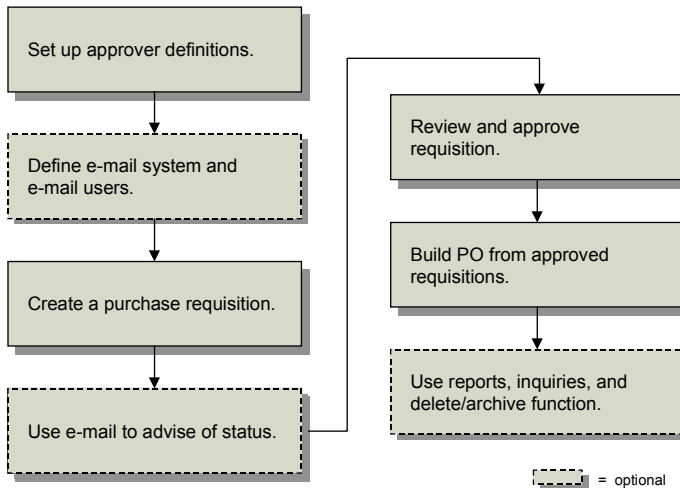 Set up approver definitions.
Define e-mail system and
e-mail users.
Create a purchase requisition.
Use e-mail to advise of status.
Review and approve
requisition.
Build PO from approved
requisitions.
Use reports, inquiries, and
delete/archive function.
= optional